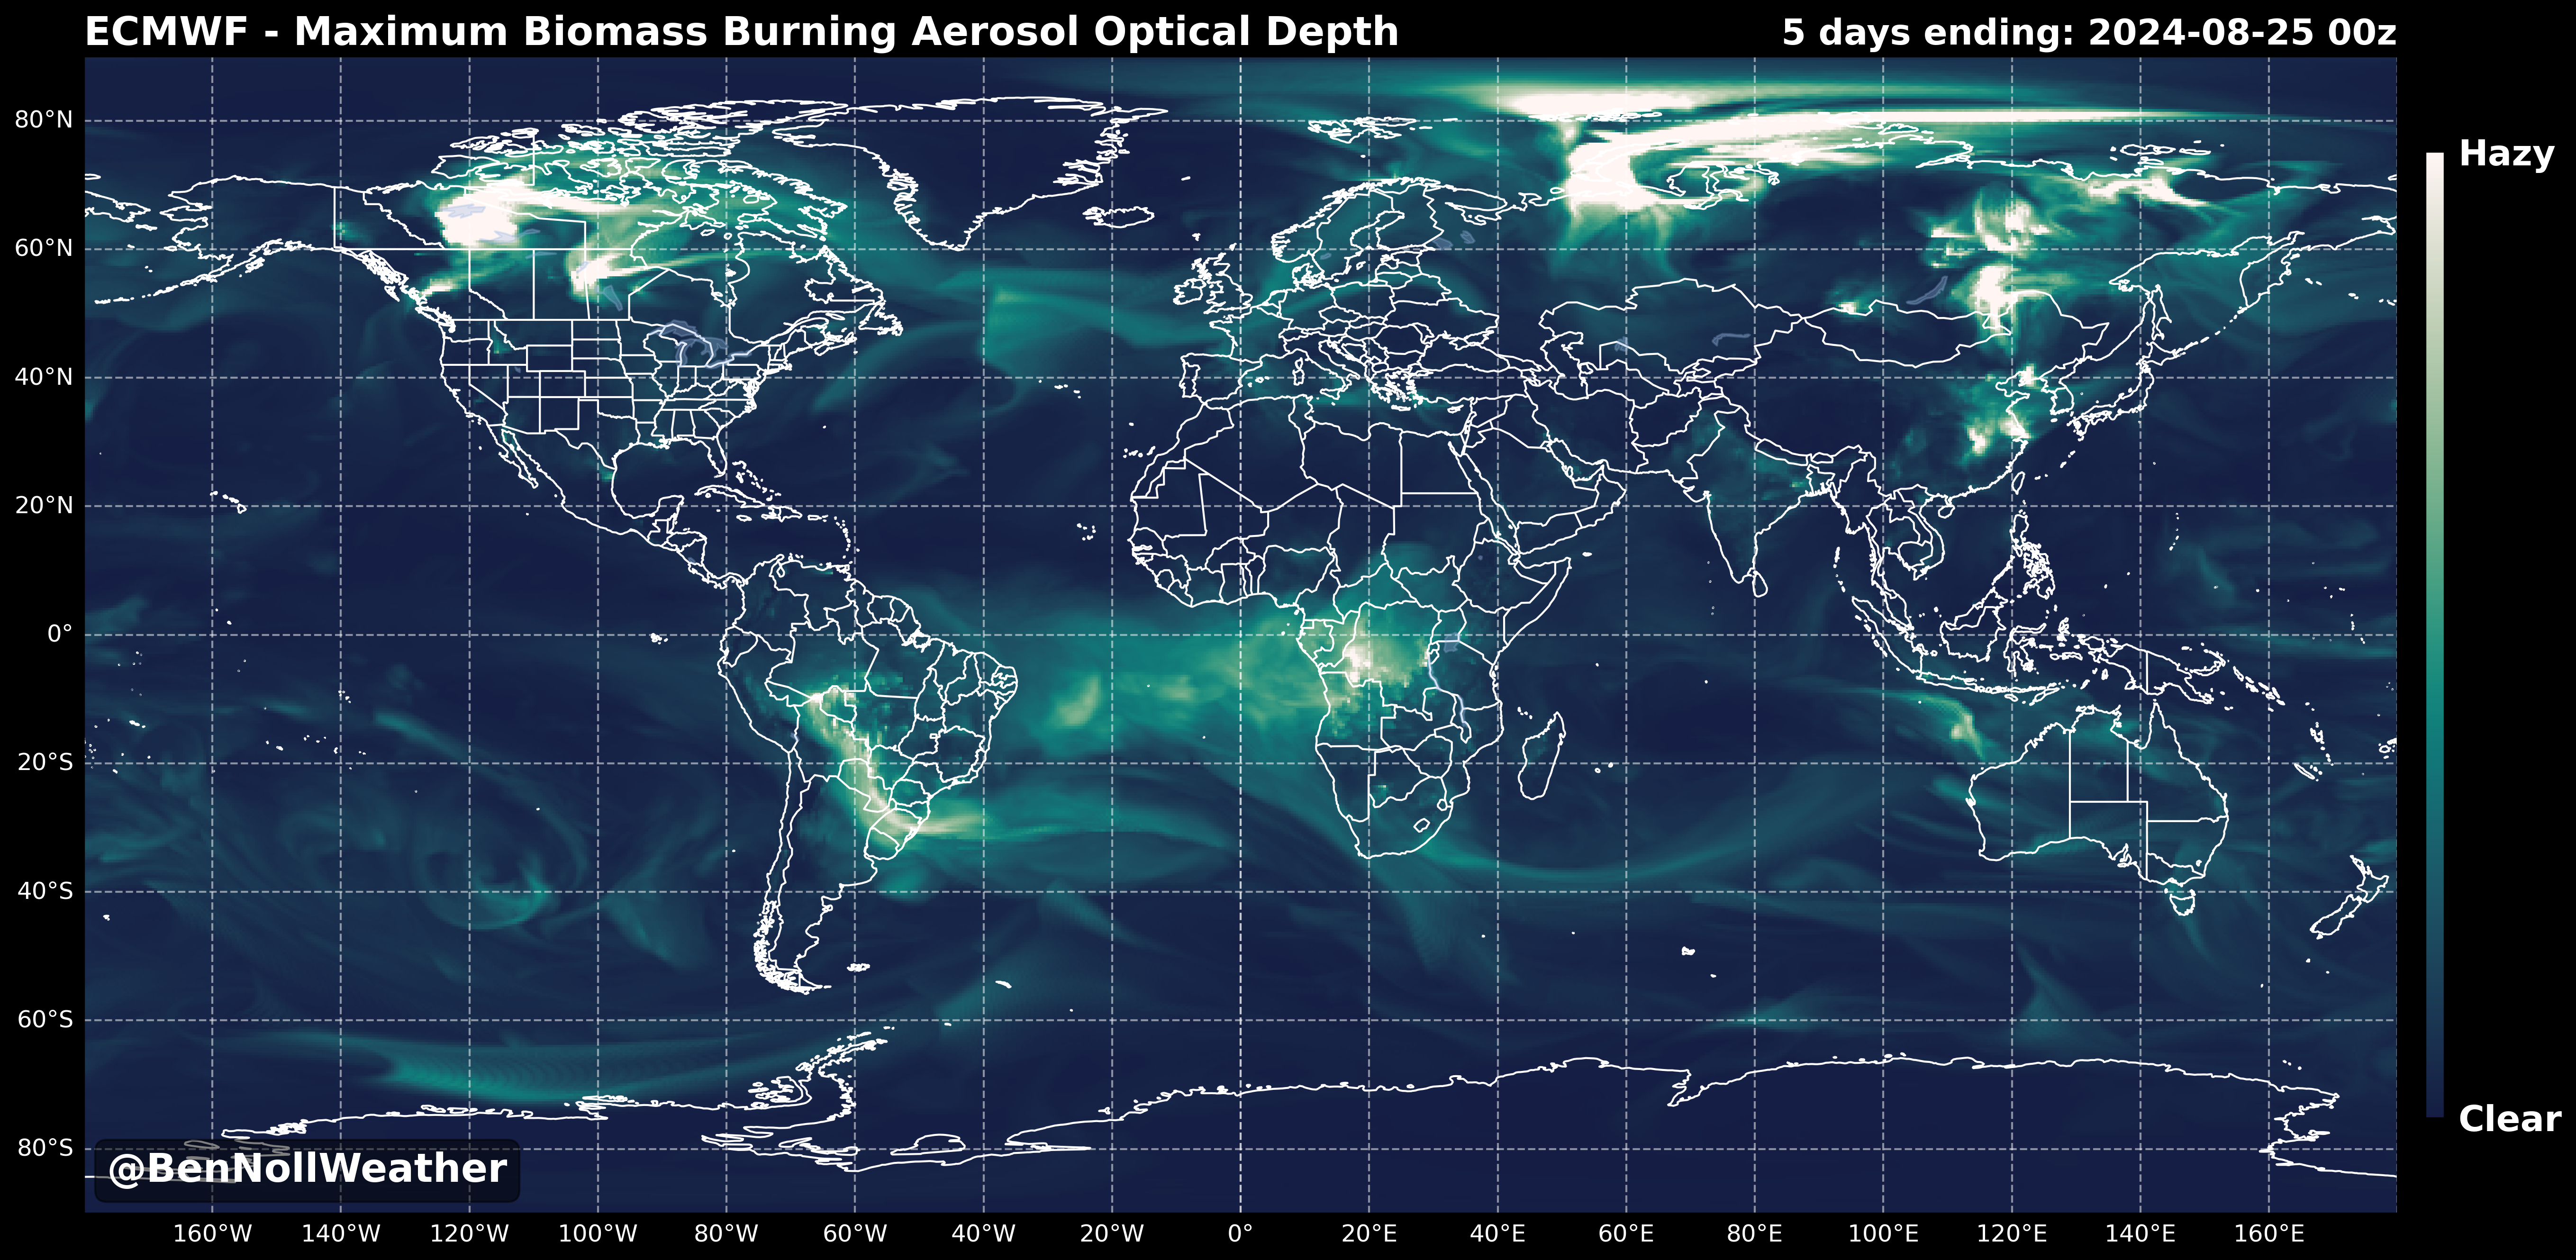 ECMWF - Maximum Biomass Burning Aerosol Optical Depth
5 days ending: 2024-08-25 00z
80°N
60°N
40°N
20°N
0°
20°S
40°S
60°S
80°S
Hazy
Clear
@BenNollWeather
160°W 140°W 120°W 100°W 80°W 60°W 40°W 20°W 0° 20°E 40°E 60°E 80°E 100°E 120°E 140°E 160°E